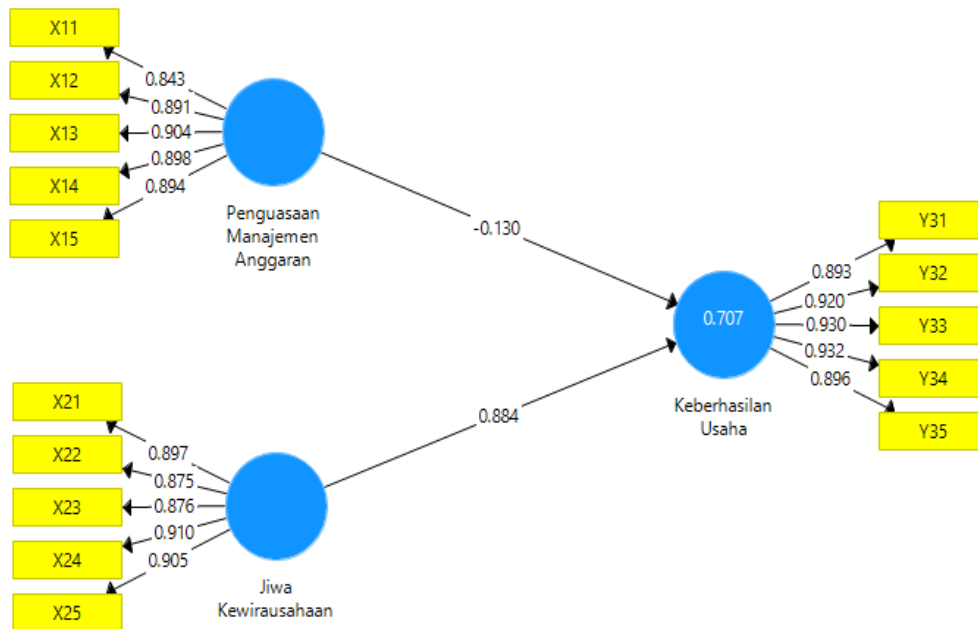 X11
X12
X13
X14
X15
0.843
0.891
0.904
0.898
0.894
Penguasaan
Manajemen
Anggaran
-0.130
X21
X22
X23
X24
X25
0.897
0.875
0.876
0.910
0.905
Jiwa
Kewirausahaan
0.884
0.707
Keberhasilan
Usaha
0.893
0.920
0.930
0.932
0.896
Y31
Y32
Y33
Y34
Y35